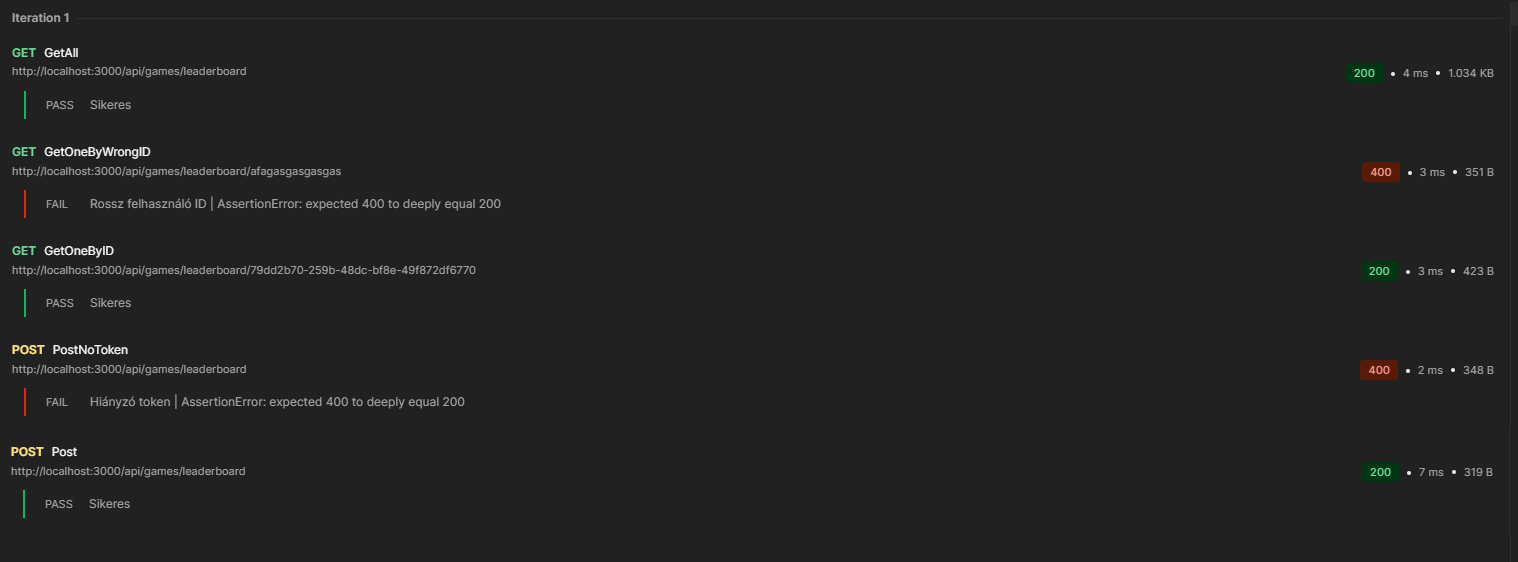 Iteration 1
GET GetAll
http://localhost:3000/api/games/leaderboard
200 • 4 ms • 1.034 KB
PASS Sikeres
GET GetOneByWrongID
http://localhost:3000/api/games/leaderboard/afagasgasgasgas
400 • 3 ms • 351 B
FAIL Rossz felhasználó ID | AssertionError: expected 400 to deeply equal 200
GET GetOneByID
http://localhost:3000/api/games/leaderboard/79dd2b70-259b-48dc-bf8e-49f872df6770
200 • 3 ms • 423 B
PASS Sikeres
POST PostNoToken
http://localhost:3000/api/games/leaderboard
400 • 2 ms • 348 B
FAIL Hiányzó token | AssertionError: expected 400 to deeply equal 200
POST Post
http://localhost:3000/api/games/leaderboard
200 • 7 ms • 319 B
PASS Sikeres